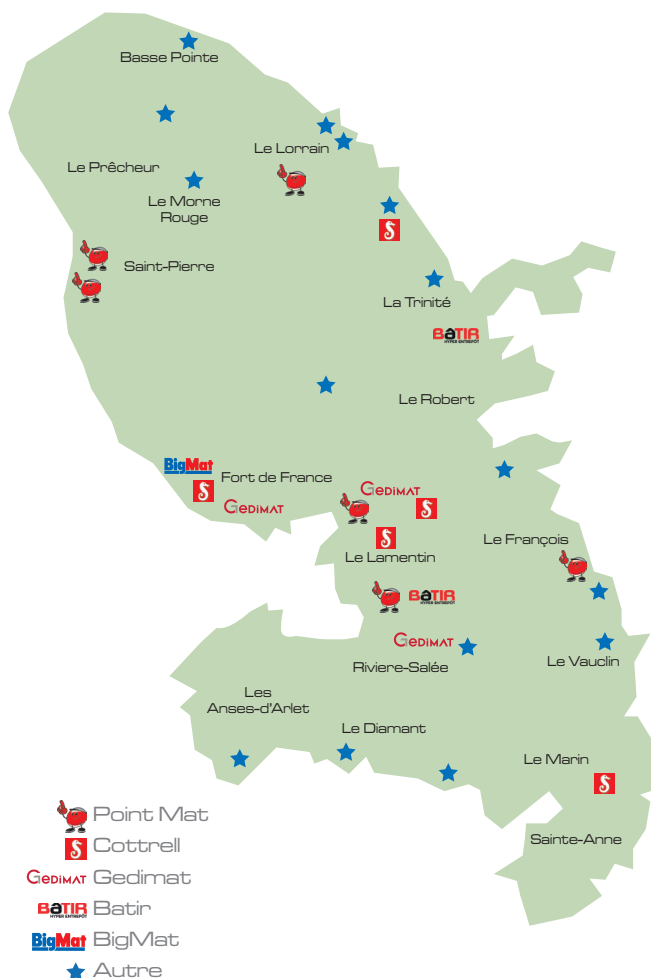 Basse Pointe
Le Lorrain
Le Prêcheur
Le Morne
Rouge
Saint-Pierre
La Trinité
BATIR
HYPER ENTREPÔT
Le Robert
BigMat
Fort de France
GEDIMAT
GEDIMAT
Le François
Le Lamentin
BATIR
HYPER ENTREPÔT
GEDIMAT
Riviere-Salée
Le Vauclin
Les
Anses-d'Arlet
Le Diamant
Le Marin
Sainte-Anne
Point Mat
Cottrell
GEDIMAT Gedimat
BATIR HYPER ENTREPÔT Batir
BigMat BigMat
Autre